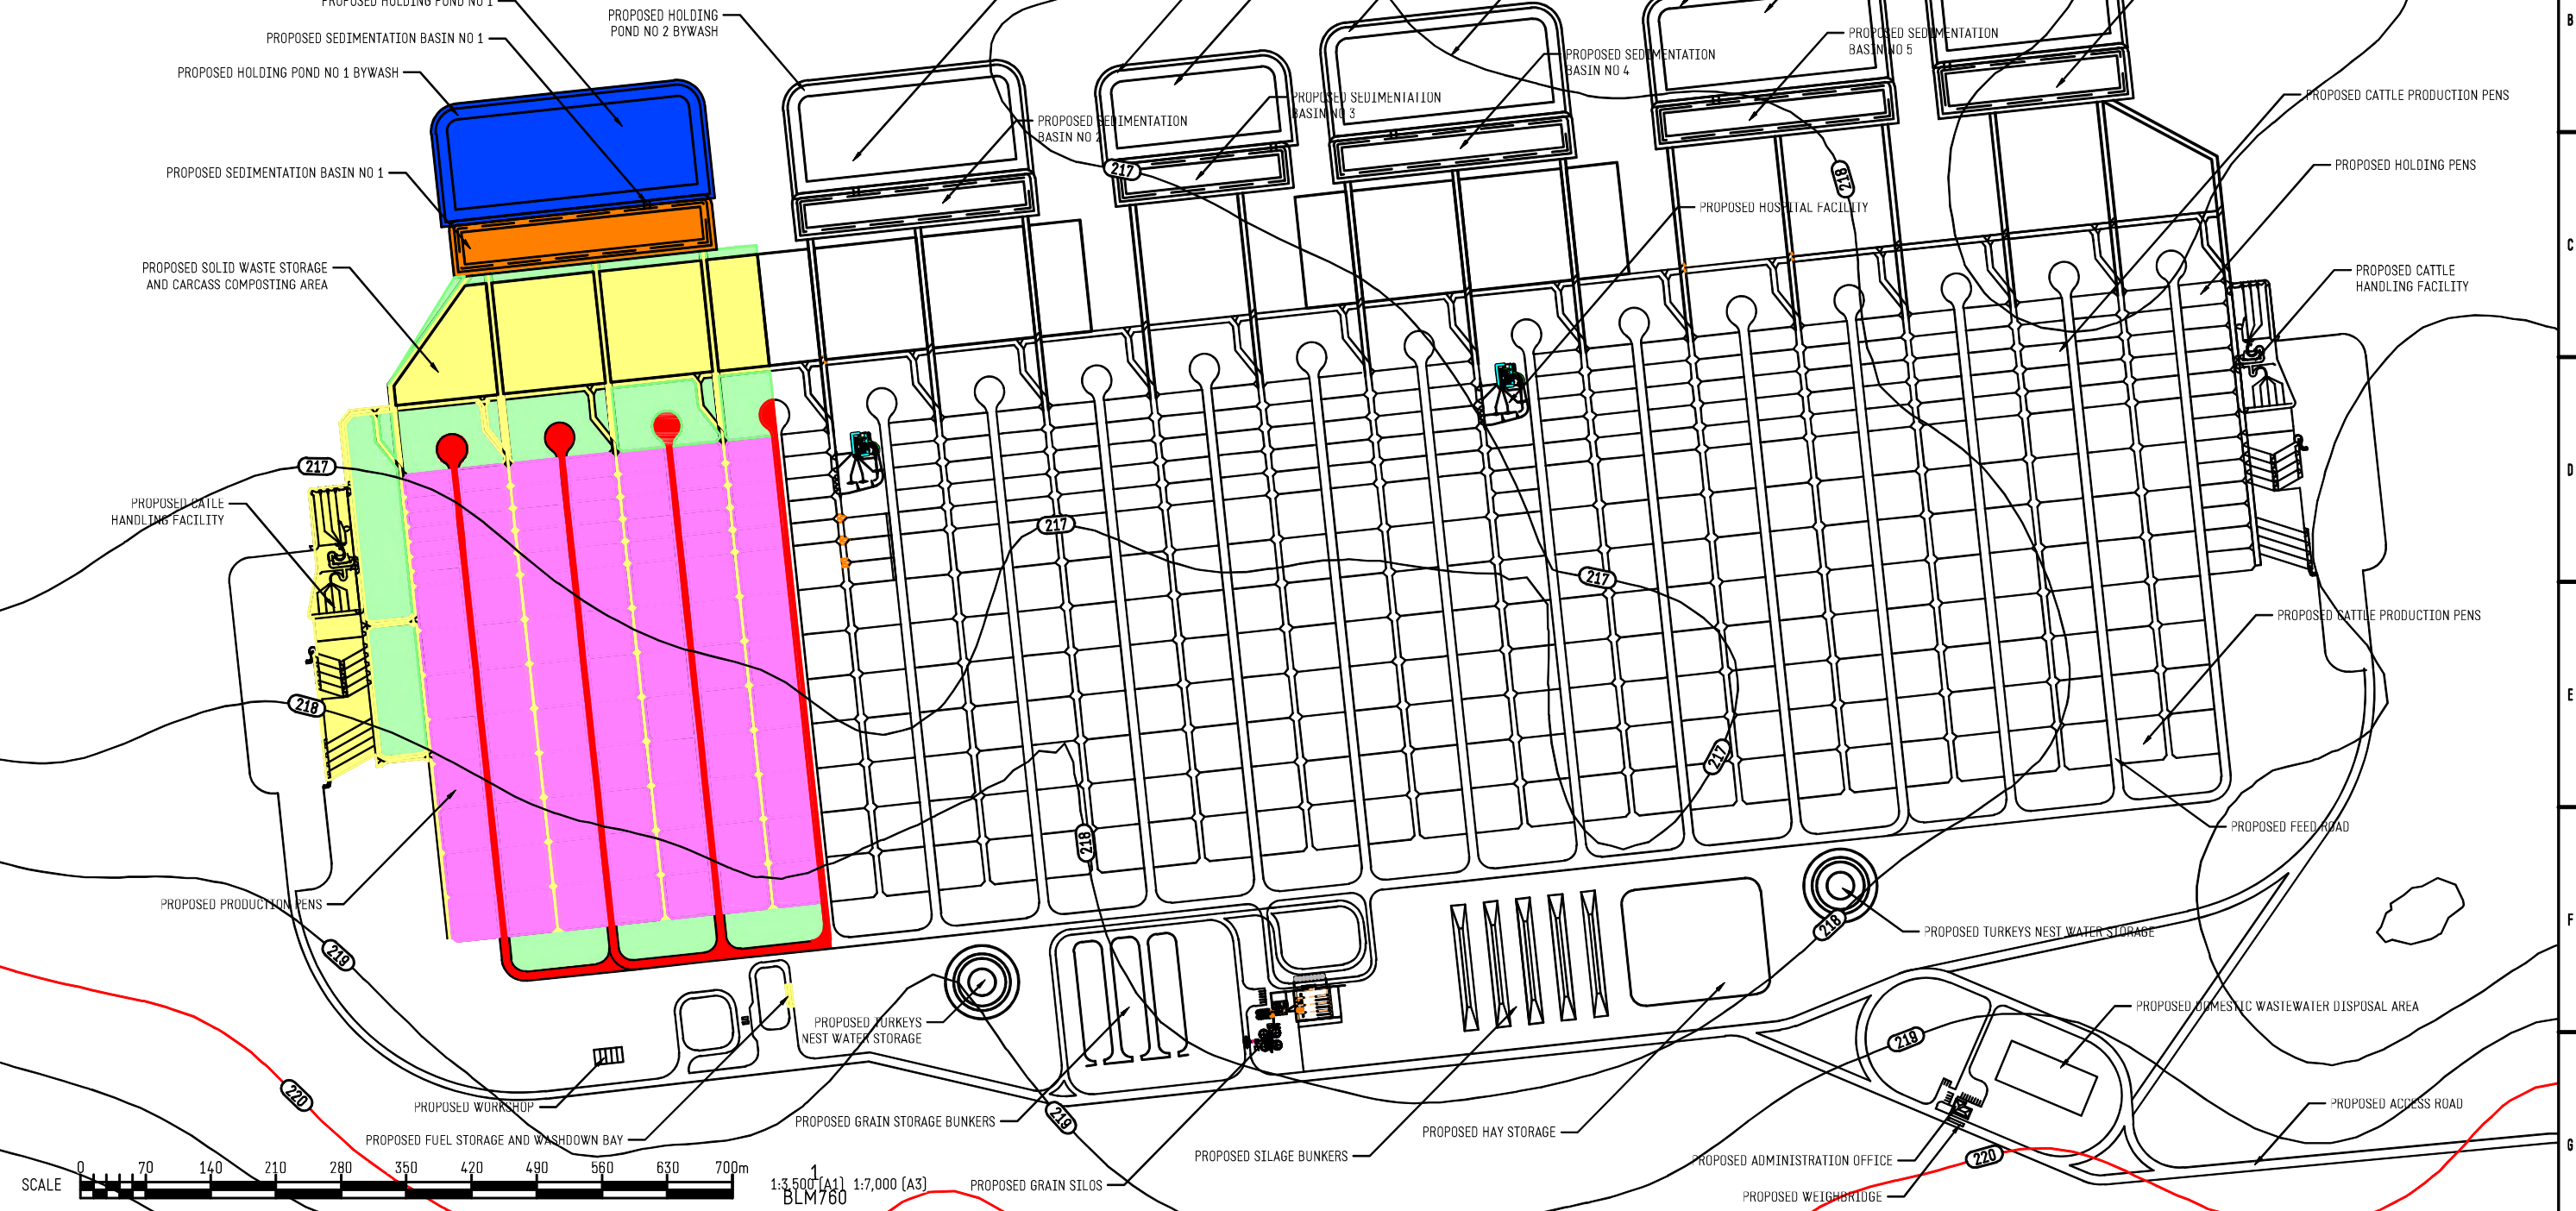 PROPOSED HOLDING POND NO 1
PROPOSED SEDIMENTATION BASIN NO 1
PROPOSED HOLDING POND NO 1 BYWASH
PROPOSED HOLDING
POND NO 2 BYWASH
PROPOSED SEDIMENTATION BASIN NO 1
PROPOSED SOLID WASTE STORAGE
AND CARCASS COMPOSTING AREA
PROPOSED SEDIMENTATION
BASIN NO 2
PROPOSED SEDIMENTATION
BASIN NO 3
PROPOSED SEDIMENTATION
BASIN NO 4
PROPOSED SEDIMENTATION
BASIN NO 5
PROPOSED CATTLE PRODUCTION PENS
PROPOSED HOLDING PENS
PROPOSED HOSPITAL FACILITY
PROPOSED CATTLE
HANDLING FACILITY
B
C
D
E
F
G
217
218
217
217
217
217
218
218
218
219
219
219
220
220
PROPOSED CATLE
HANDLING FACILITY
PROPOSED CATTLE PRODUCTION PENS
PROPOSED FEED ROAD
PROPOSED PRODUCTION PENS
PROPOSED TURKEYS NEST WATER STORAGE
PROPOSED TURKEYS
NEST WATER STORAGE
PROPOSED DOMESTIC WASTEWATER DISPOSAL AREA
PROPOSED WORKSHOP
PROPOSED FUEL STORAGE AND WASHDOWN BAY
PROPOSED GRAIN STORAGE BUNKERS
PROPOSED HAY STORAGE
PROPOSED ACCESS ROAD
PROPOSED SILAGE BUNKERS
PROPOSED ADMINISTRATION OFFICE
PROPOSED GRAIN SILOS
PROPOSED WEIGHBRIDGE
SCALE
0 70 140 210 280 350 420 490 560 630 700m
1
1:3,500 (A1) 1:7,000 (A3)
BLM760